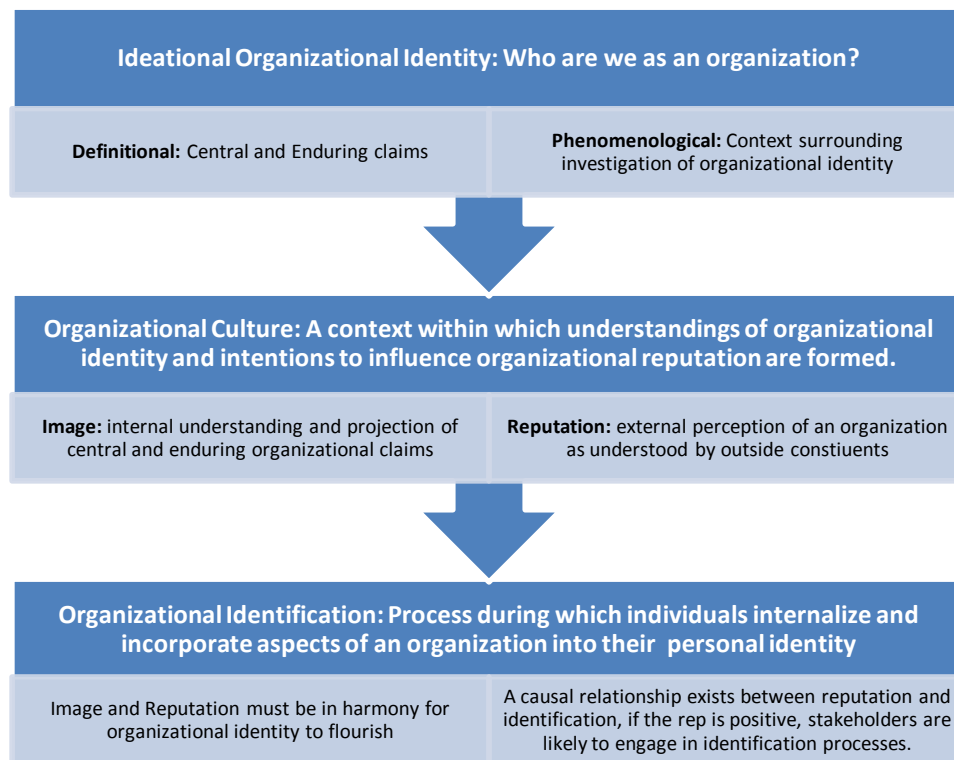 Ideational Organizational Identity: Who are we as an organization?
Definitional: Central and Enduring claims
Phenomenological: Context surrounding
investigation of organizational identity
Organizational Culture: A context within which understandings of organizational
identity and intentions to influence organizational reputation are formed.
Image: internal understanding and projection of
central and enduring organizational claims
Reputation: external perception of an organization
as understood by outside constiuents
Organizational Identification: Process during which individuals internalize and
incorporate aspects of an organization into their personal identity
Image and Reputation must be in harmony for
organizational identity to flourish
A causal relationship exists between reputation and
identification, if the rep is positive, stakeholders are
likely to engage in identification processes.